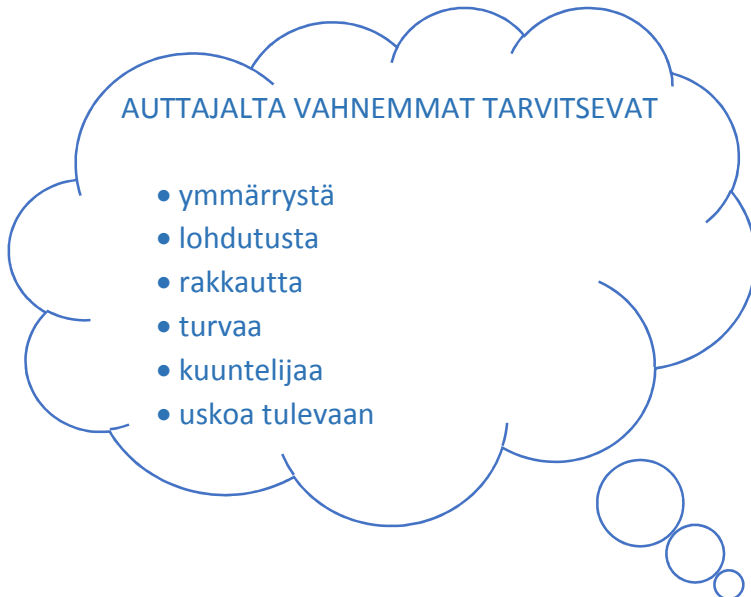 AUTTAJALTA VAHNEMMAT TARVITSEVAT
• ymmärrystä
• lohdutusta
• rakkautta
• turvaa
• kuuntelijaa
• uskoa tulevaan